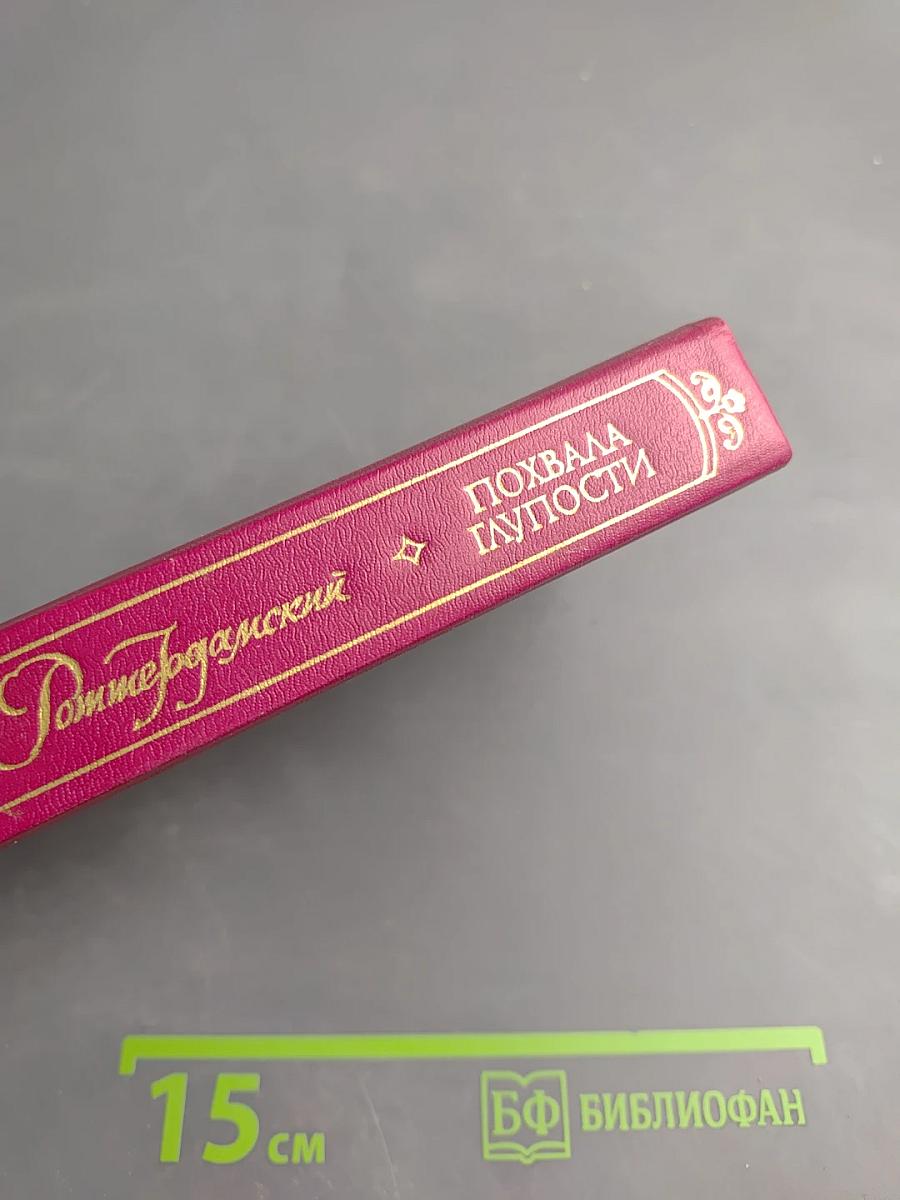 Роттердамский
ПОХВАЛА
ГЛУПОСТИ
15 см
БФ БИБЛИОФАН